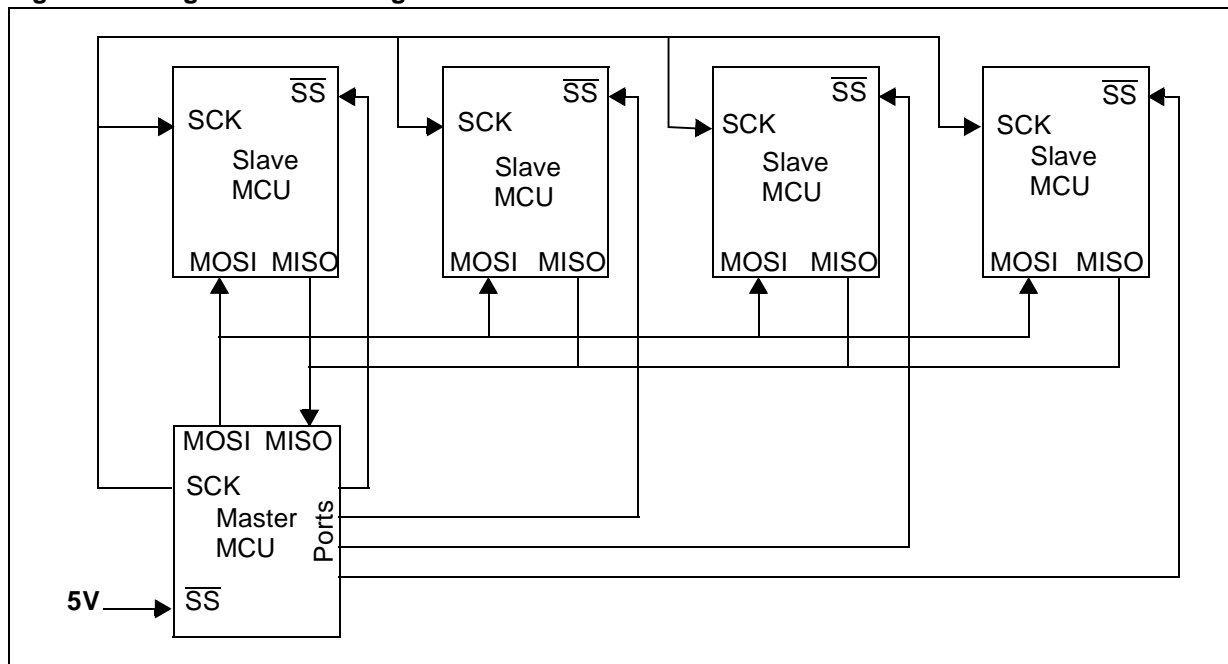 SS SS SS SS
SCK SCK SCK SCK
Slave Slave Slave Slave
MCU MCU MCU MCU
MOSI MISO MOSI MISO MOSI MISO MOSI MISO
MOSI MISO
SCK
Master
MCU
Ports
5V SS